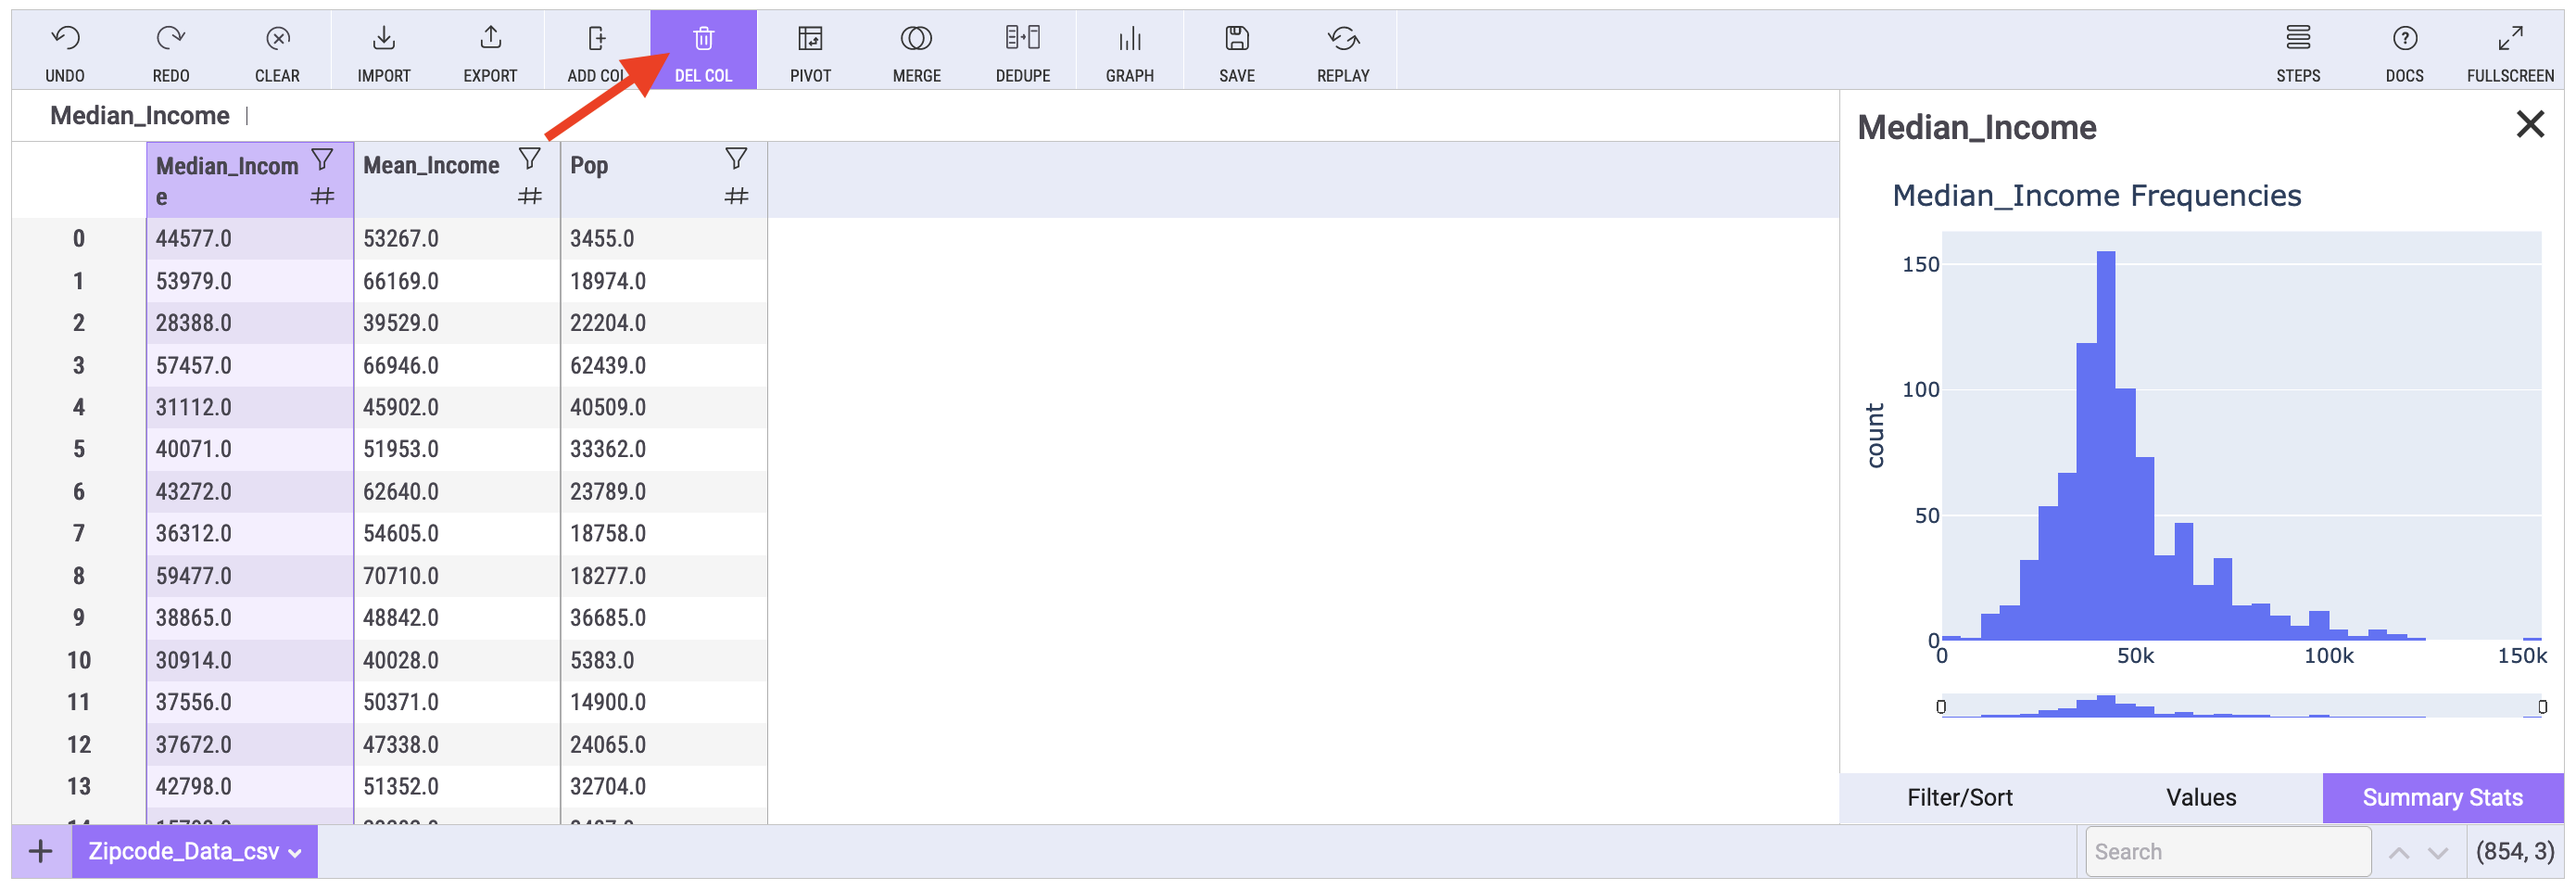 UNDO REDO CLEAR IMPORT EXPORT ADD COL DEL COL PIVOT MERGE DEDUPE GRAPH SAVE REPLAY STEPS DOCS FULLSCREEN
Median_Income
Median_Incom
e
Mean_Income
Pop
0 44577.0 53267.0 3455.0
1 53979.0 66169.0 18974.0
2 28388.0 39529.0 22204.0
3 57457.0 66946.0 62439.0
4 31112.0 45902.0 40509.0
5 40071.0 51953.0 33362.0
6 43272.0 62640.0 23789.0
7 36312.0 54605.0 18758.0
8 59477.0 70710.0 18277.0
9 38865.0 48842.0 36685.0
10 30914.0 40028.0 5383.0
11 37556.0 50371.0 14900.0
12 37672.0 47338.0 24065.0
13 42798.0 51352.0 32704.0
Median_Income
Median_Income Frequencies
150
100
50
0
count
0 50k 100k 150k
Filter/Sort Values Summary Stats
Zipcode_Data_csv
Search
(854, 3)